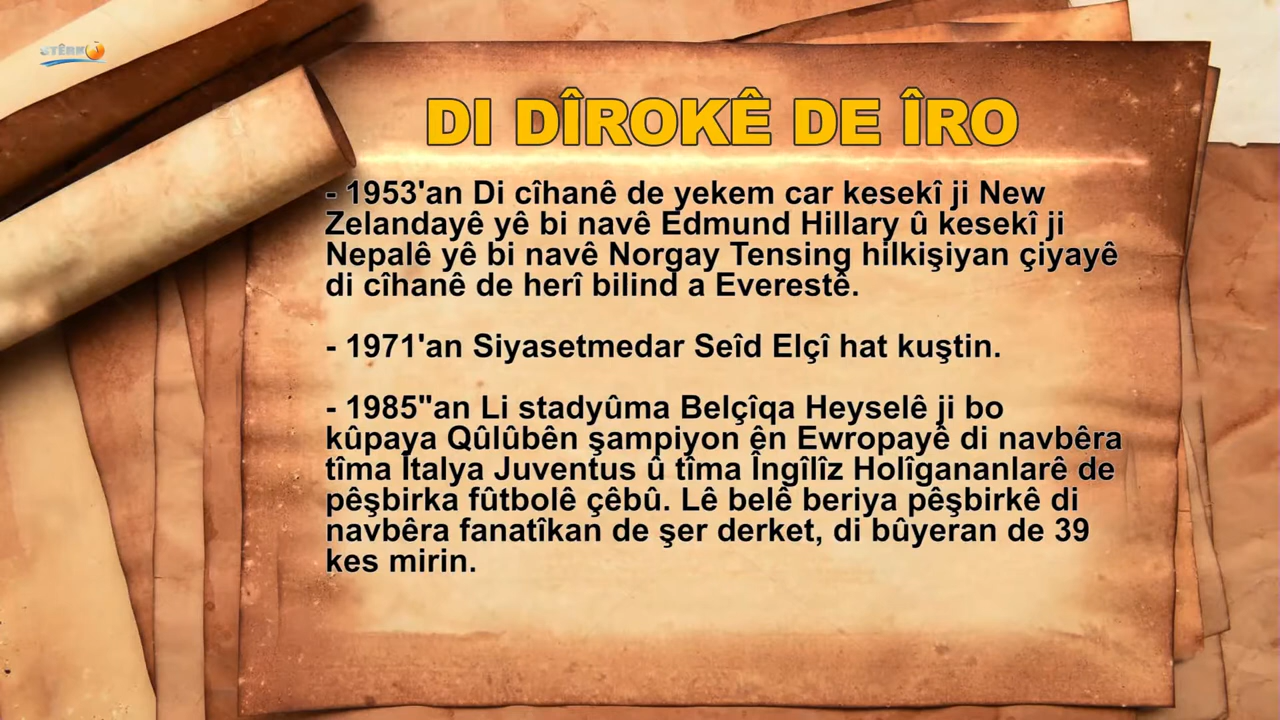 STÊRK
DI DÎROKÊ DE ÎRO
- 1953'an Di cîhanê de yekem car kesekî ji New
Zelandayê yê bi navê Edmund Hillary û kesekî ji
Nepalê yê bi navê Norgay Tensing hilkişiyan çiyayê
di cîhanê de herî bilind a Everestê.
- 1971'an Siyasetmedar Seîd Elçî hat kuştin.
- 1985"an Li stadyûma Belçîqa Heyselê ji bo
kûpaya Qûlûbên şampiyon ên Ewropayê di navbêra
tîma Îtalya Juventus û tîma Îngîlîz Holîgananlarê de
pêşbirka fûtbolê çêbû. Lê belê beriya pêşbirkê di
navbêra fanatîkan de şer derket, di bûyeran de 39
kes mirin.